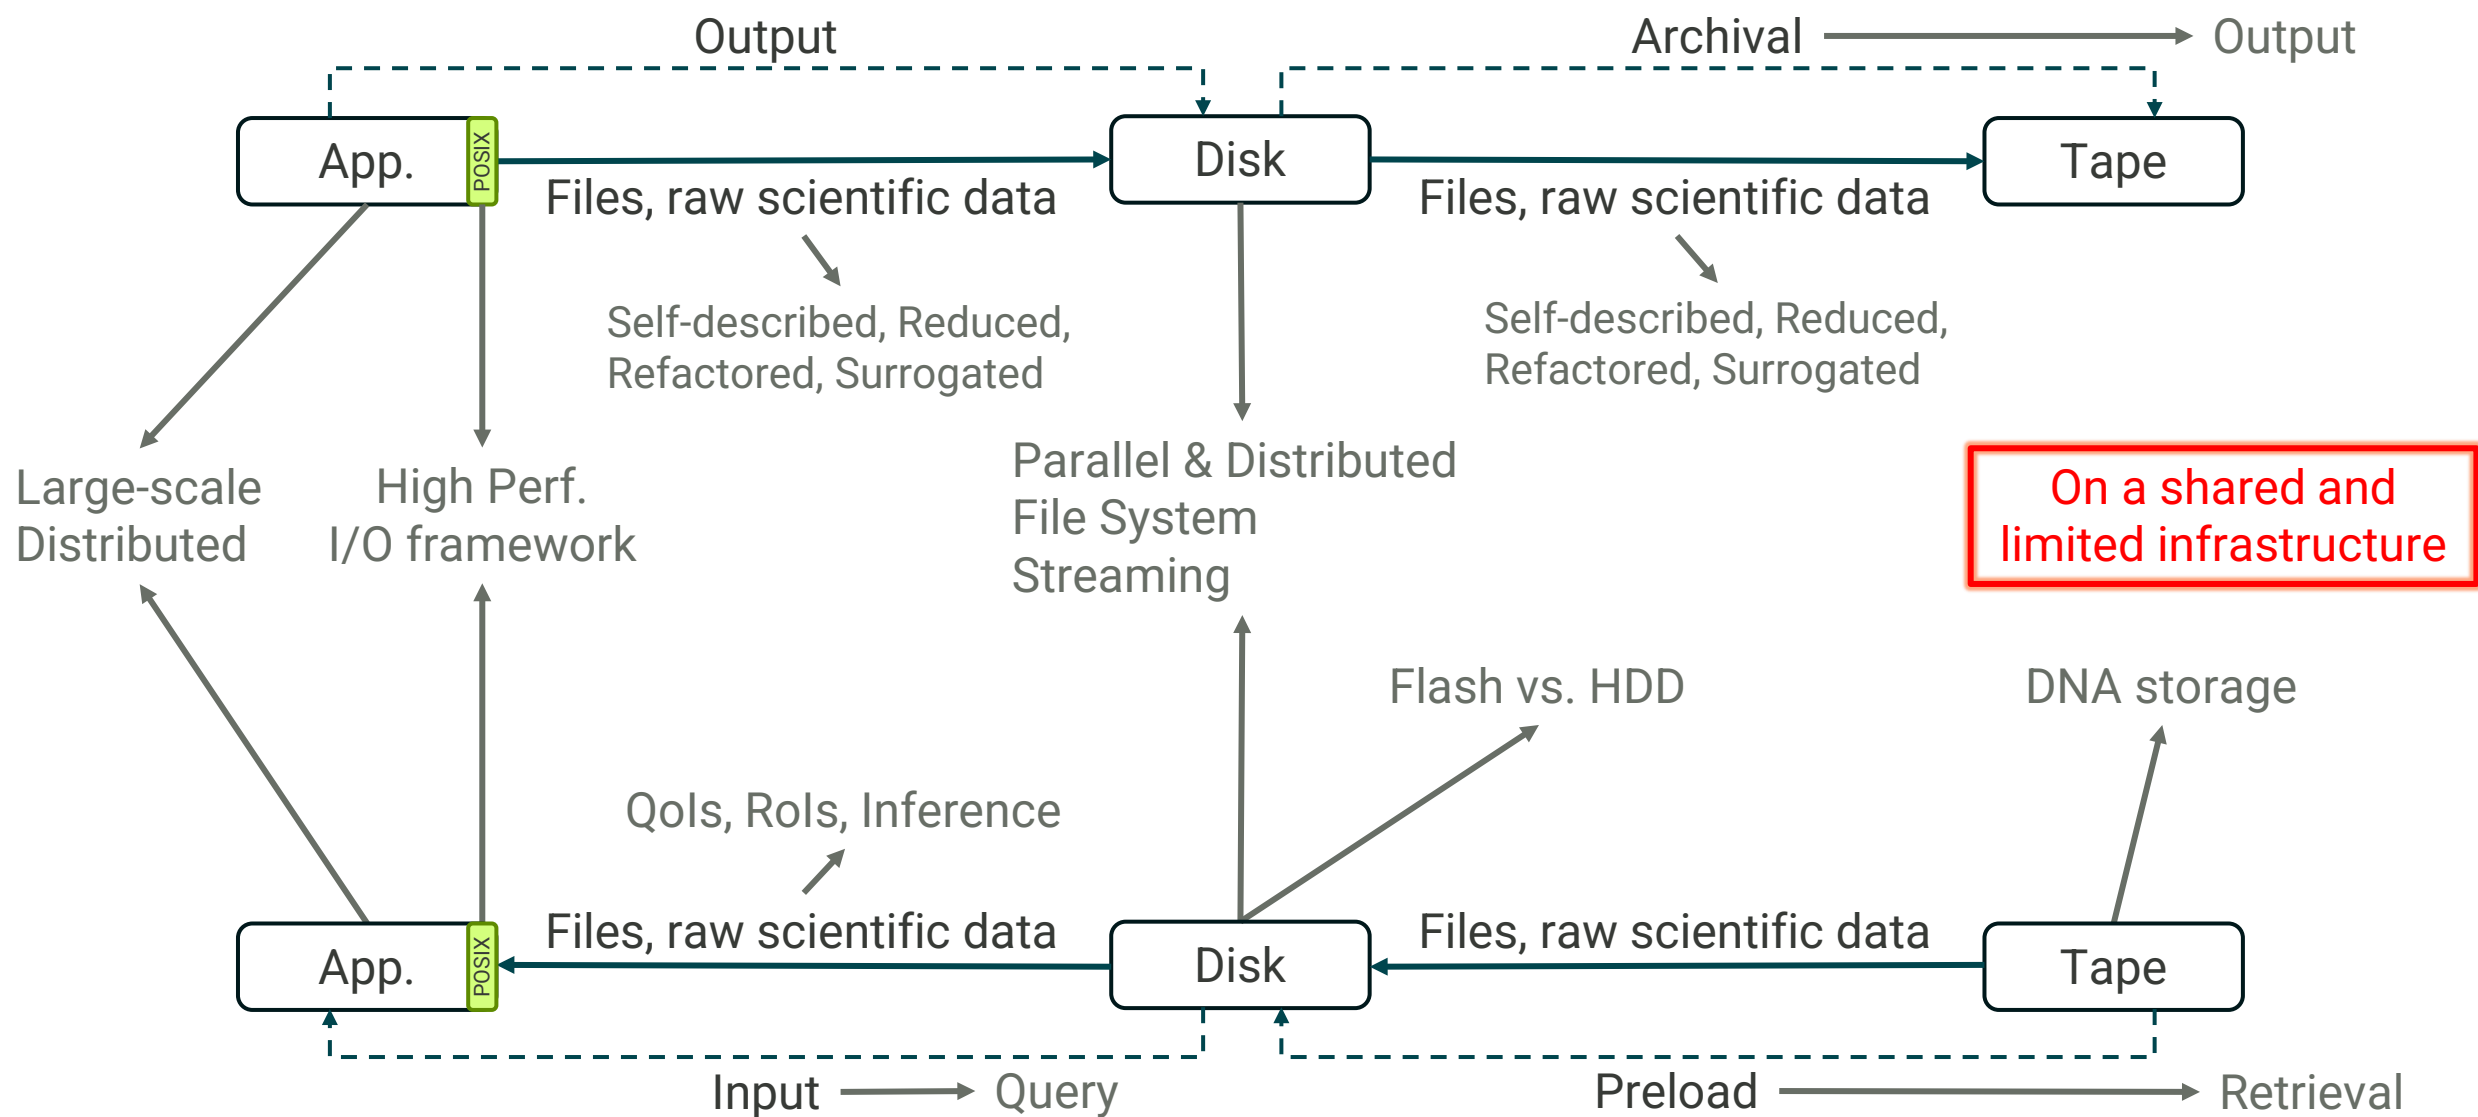 Output
Archival
Output
App.
POSIX
Disk
Tape
Files, raw scientific data
Files, raw scientific data
Self-described, Reduced,
Refactored, Surrogated
Self-described, Reduced,
Refactored, Surrogated
Large-scale
Distributed
High Perf.
I/O framework
Parallel & Distributed
File System
Streaming
On a shared and
limited infrastructure
Flash vs. HDD
DNA storage
QoIs, RoIs, Inference
Files, raw scientific data
Files, raw scientific data
App.
POSIX
Disk
Tape
Input
Query
Preload
Retrieval